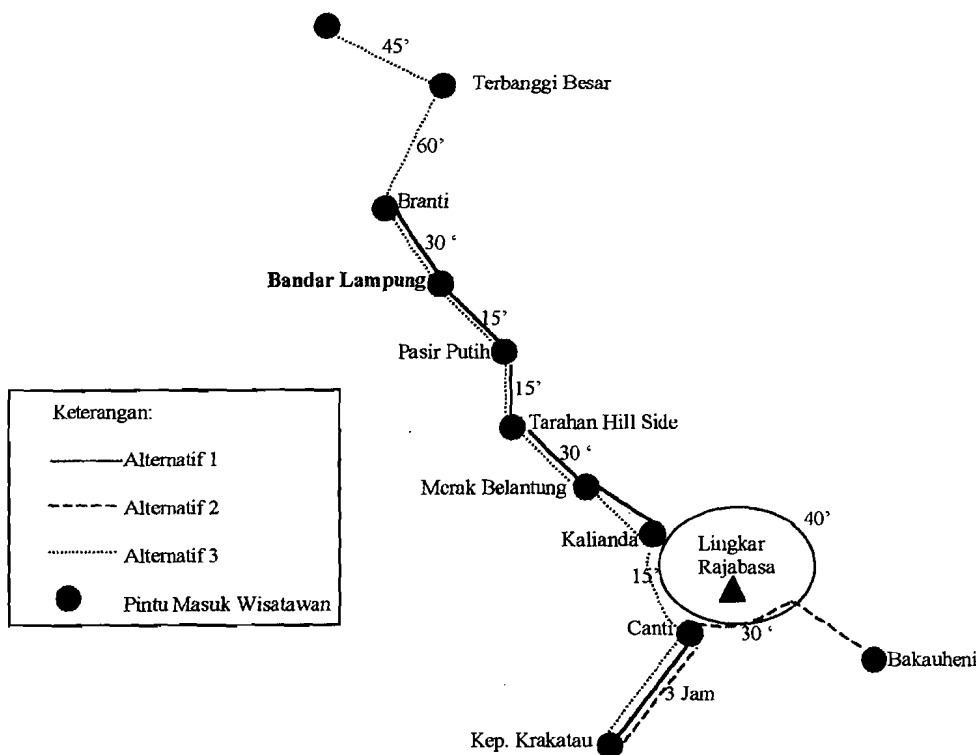 45’
Terbanggi Besar
60’
Branti
30 ‘
Bandar Lampung
15’
Pasir Putih
15’
Tarahan Hill Side
30 ‘
Merak Belantung
Kalianda
40’
Lingkar
Rajabasa
15’
Canti
30 ‘
Bakauheni
3 Jam
Kep. Krakatau
Keterangan:
Alternatif 1
Alternatif 2
Alternatif 3
Pintu Masuk Wisatawan